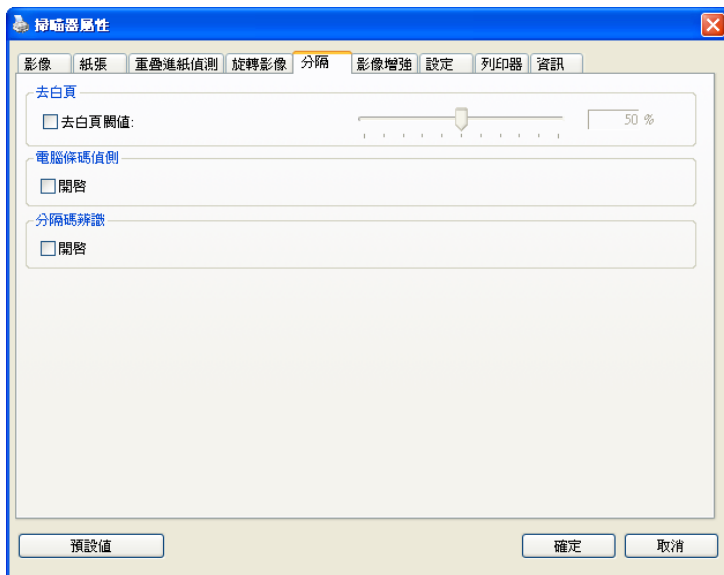 掃瞄器屬性
影像 紙張 重疊進紙偵測 旋轉影像 分隔 影像增強 設定 列印器 資訊
去白頁
去白頁閥值: 50 %
電腦條碼偵側
開啓
分隔碼辨識
開啓
預設值 確定 取消